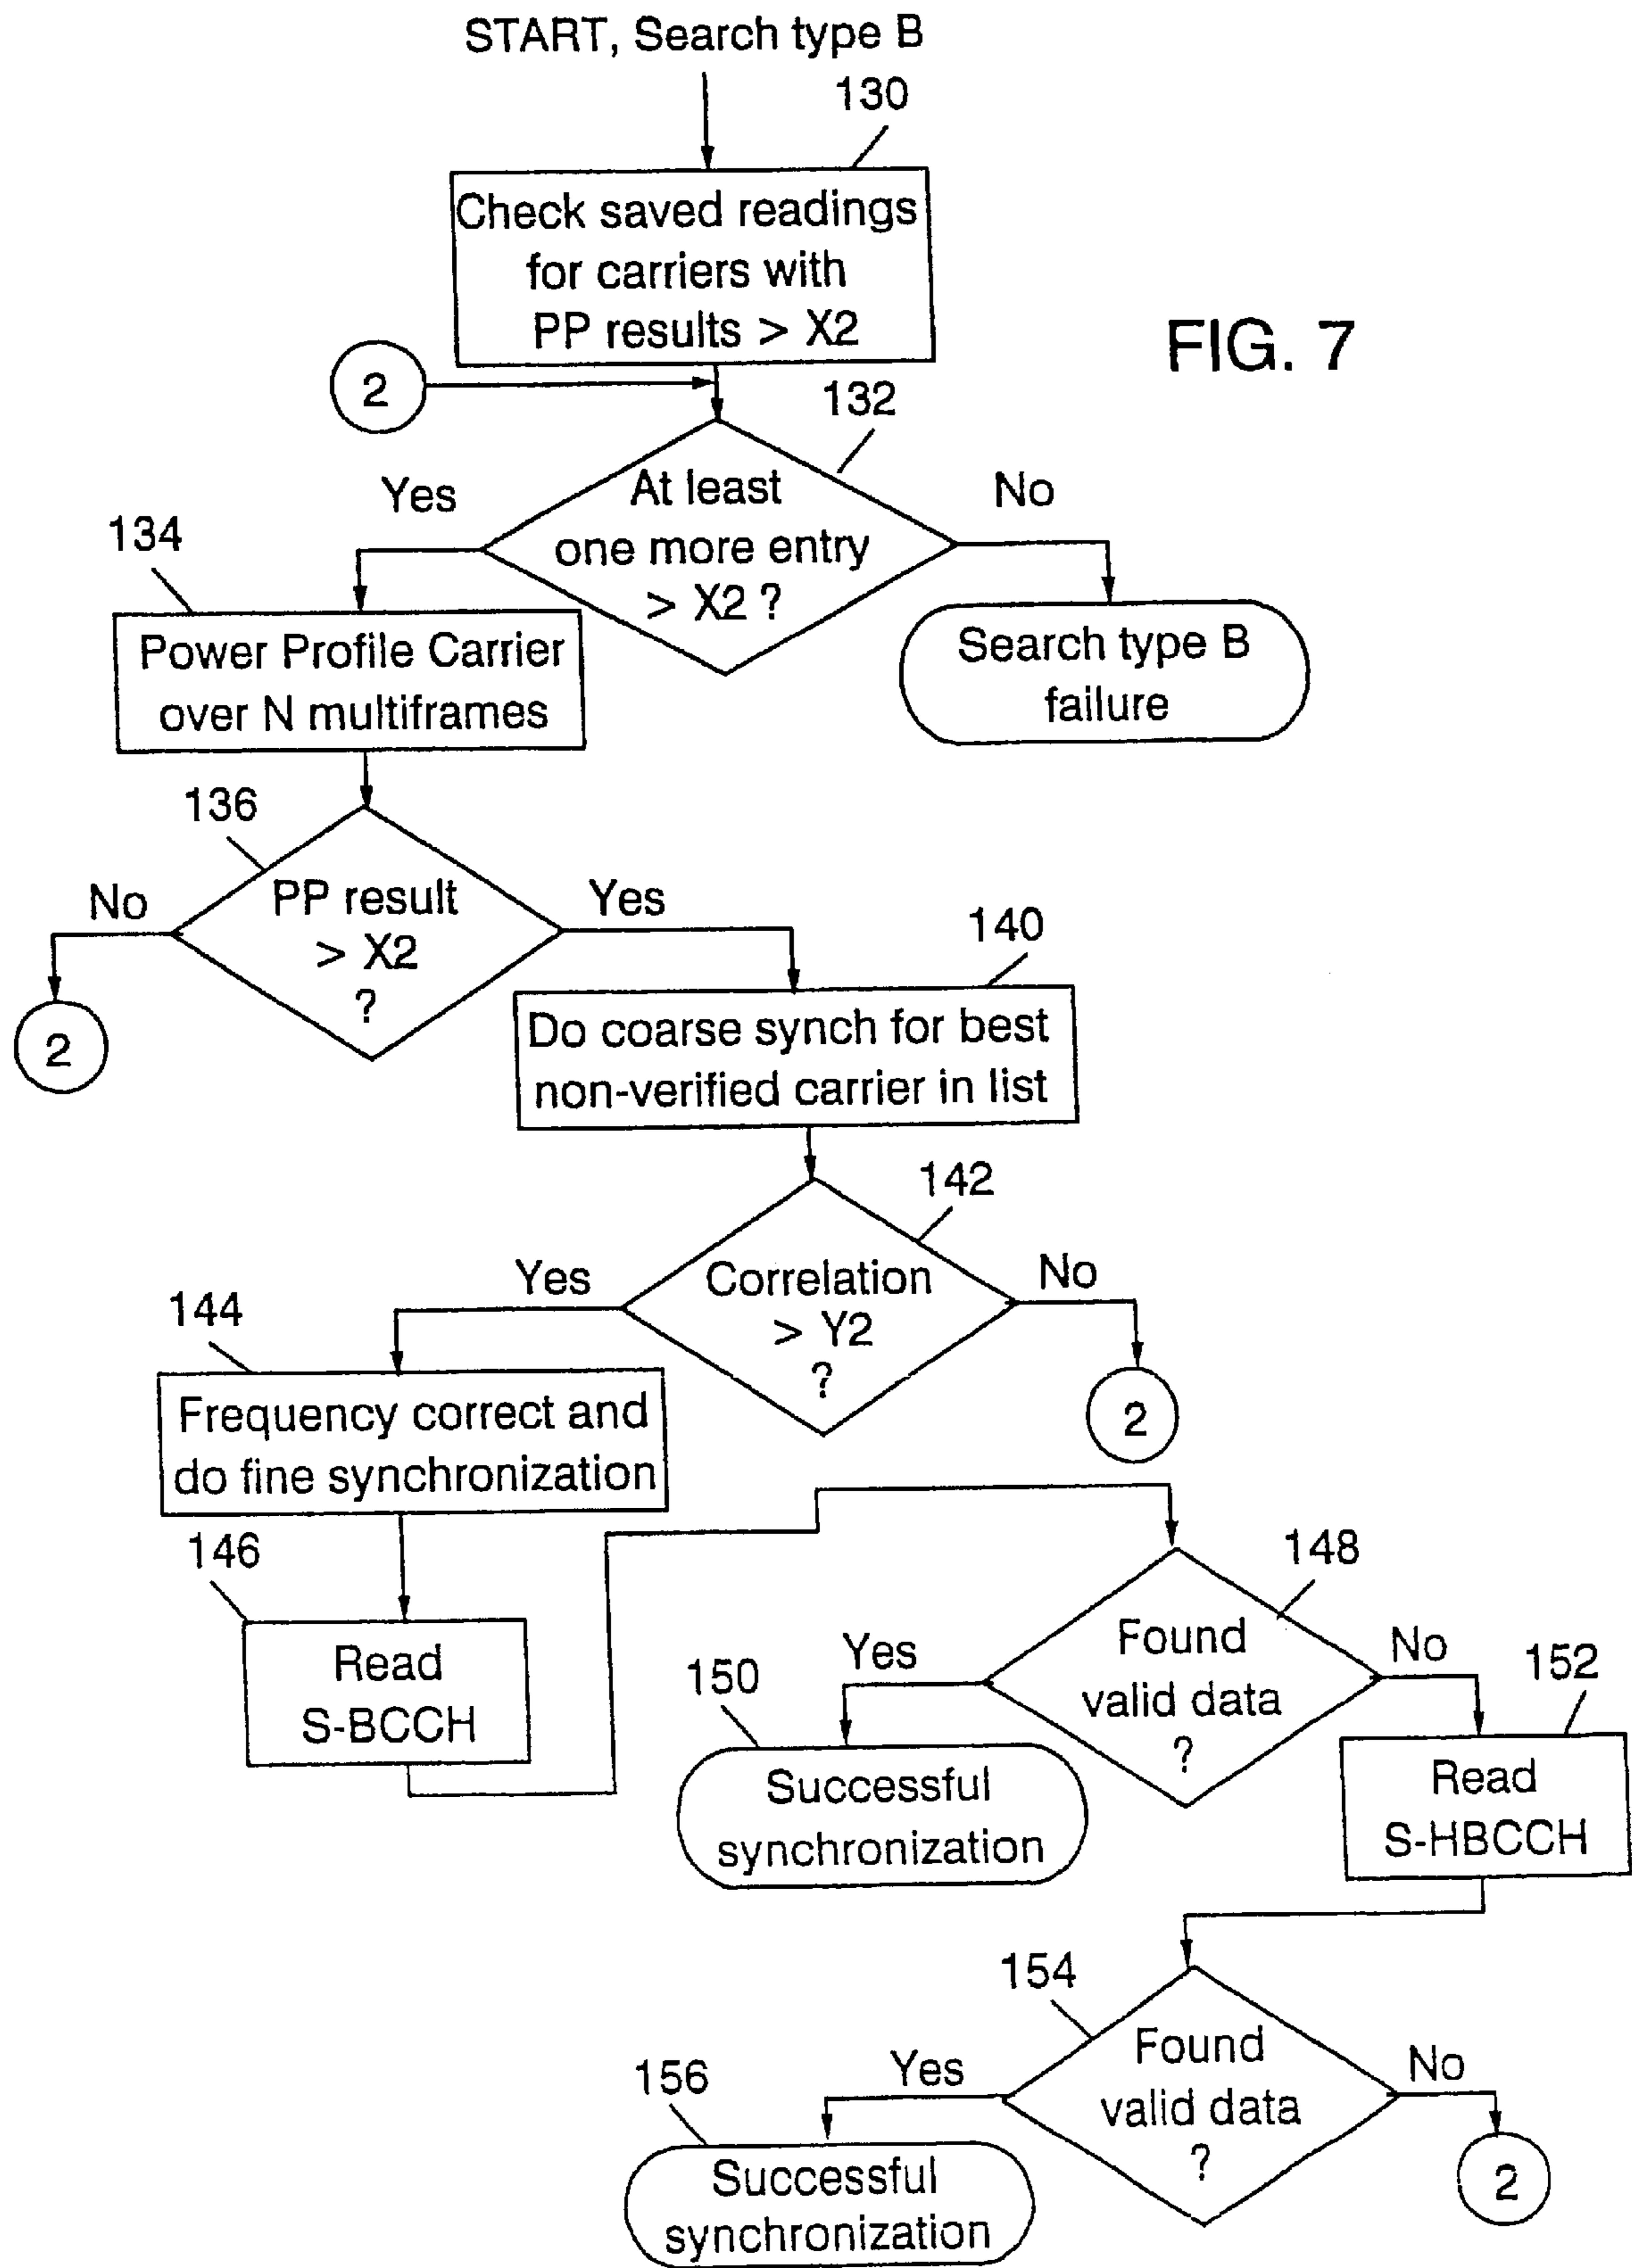 START, Search type B
130
Check saved readings
for carriers with
PP results > X2
FIG. 7
2
132
At least
one more entry
> X2 ?
Yes
No
134
Power Profile Carrier
over N multiframes
Search type B
failure
136
PP result
> X2
?
No
Yes
2
140
Do coarse synch for best
non-verified carrier in list
142
Correlation
> Y2
?
Yes
No
2
144
Frequency correct and
do fine synchronization
146
Read
S-BCCH
148
Found
valid data
?
Yes
No
150
Successful
synchronization
152
Read
S-HBCCH
154
Found
valid data
?
Yes
No
156
Successful
synchronization
2